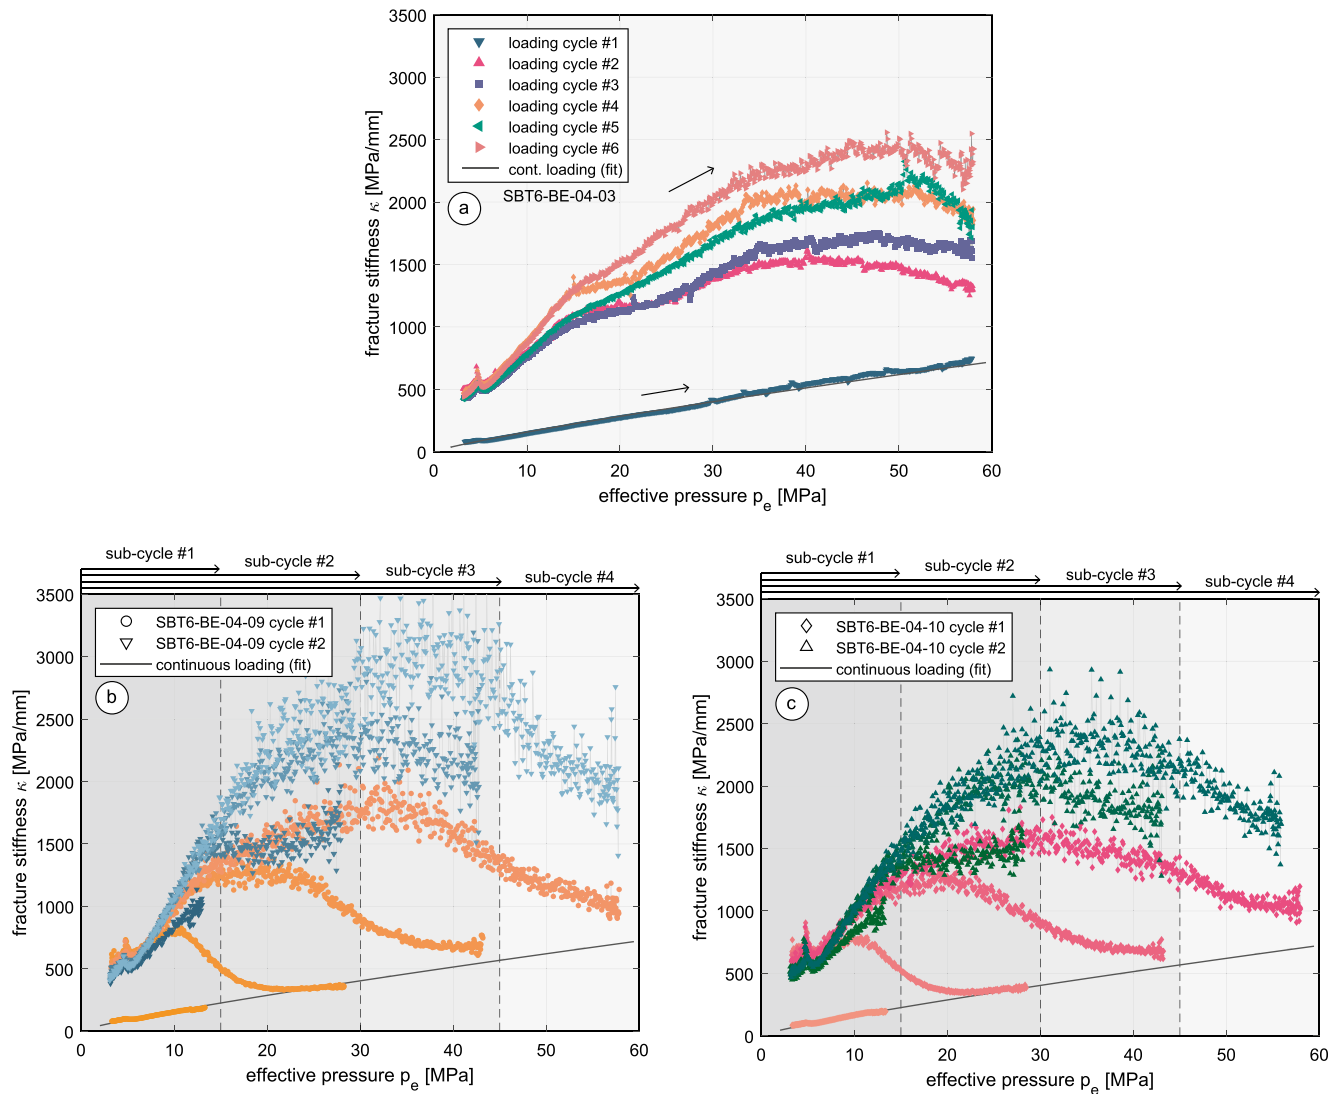 3500
3000
2500
2000
1500
1000
500
0
fracture stiffness κ [MPa/mm]
loading cycle #1
loading cycle #2
loading cycle #3
loading cycle #4
loading cycle #5
loading cycle #6
cont. loading (fit)
SBT6-BE-04-03
a
0 10 20 30 40 50 60
effective pressure pe [MPa]
sub-cycle #1
sub-cycle #2
sub-cycle #3
sub-cycle #4
3500
3000
2500
2000
1500
1000
500
0
fracture stiffness κ [MPa/mm]
SBT6-BE-04-09 cycle #1
SBT6-BE-04-09 cycle #2
continuous loading (fit)
b
0 10 20 30 40 50 60
effective pressure pe [MPa]
sub-cycle #1
sub-cycle #2
sub-cycle #3
sub-cycle #4
3500
3000
2500
2000
1500
1000
500
0
fracture stiffness κ [MPa/mm]
SBT6-BE-04-10 cycle #1
SBT6-BE-04-10 cycle #2
continuous loading (fit)
c
0 10 20 30 40 50 60
effective pressure pe [MPa]